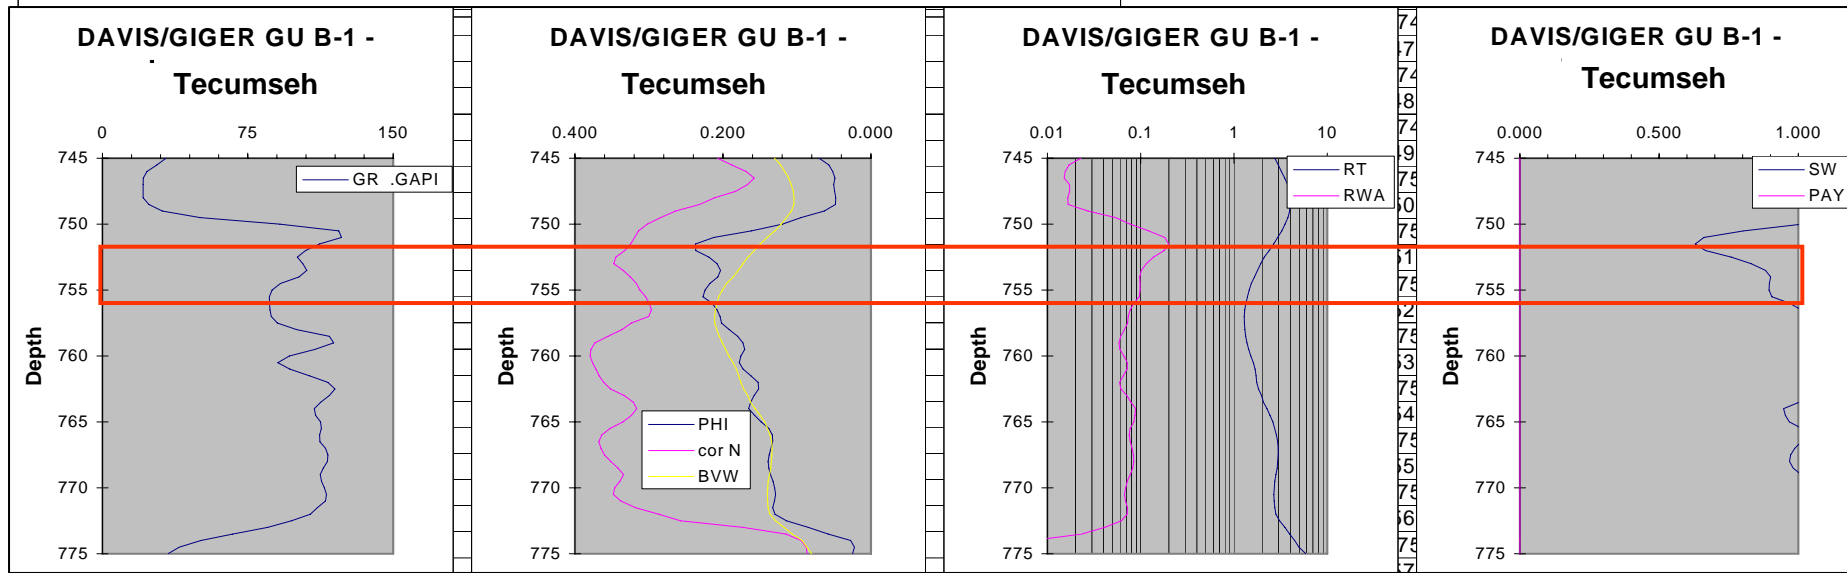 DAVIS/GIGER GU B-1 -
Tecumseh
0 75 150
745
750
755
760
765
770
775
Depth
GR .GAPI
DAVIS/GIGER GU B-1 -
Tecumseh
0.400 0.200 0.000
745
750
755
760
765
770
775
Depth
PHI
cor N
BVW
DAVIS/GIGER GU B-1 -
Tecumseh
0.01 0.1 1 10
745
750
755
760
765
770
775
Depth
RT
RWA
DAVIS/GIGER GU B-1 -
Tecumseh
0.000 0.500 1.000
745
750
755
760
765
770
775
Depth
SW
PAY